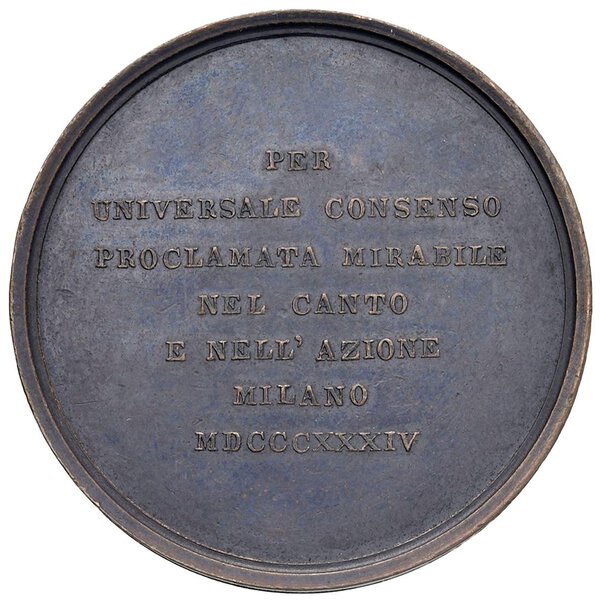 PER
UNIVERSALE CONSENSO
PROCLAMATA MIRABILE
NEL CANTO
E NELL' AZIONE
MILANO
MDCCCXXXIV